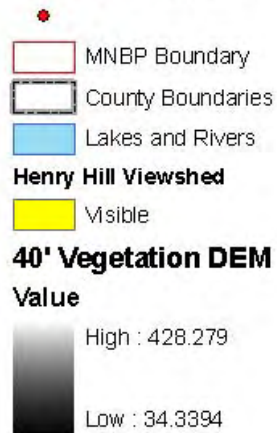 MNBP Boundary
County Boundaries
Lakes and Rivers
Henry Hill Viewshed
Visible
40' Vegetation DEM
Value
High : 428.279
Low : 34.3394